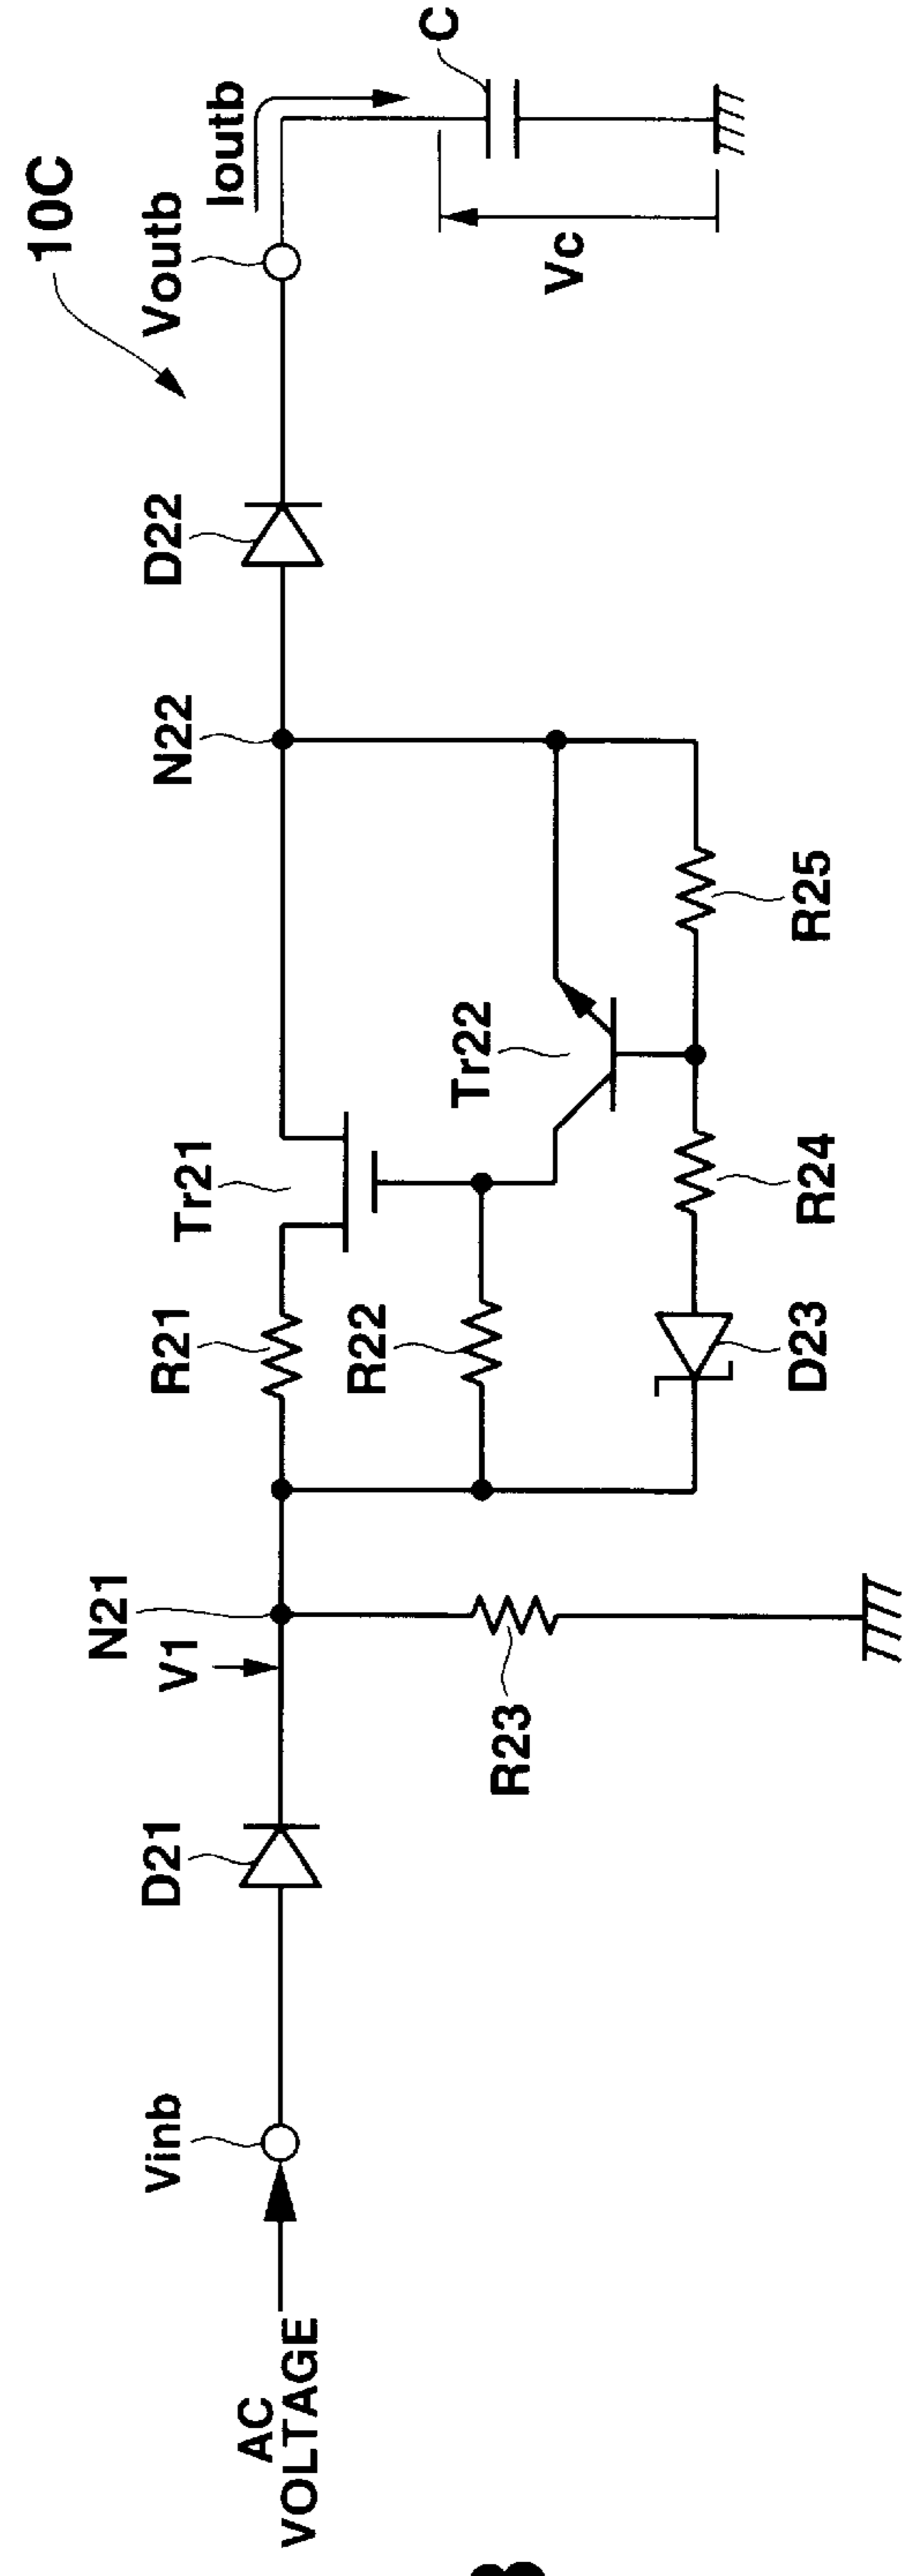 10C
AC
VOLTAGE
Vinb
D21
V1
N21
R23
R21
R22
Tr21
D23
R24
Tr22
R25
N22
D22
Voutb
Ioutb
Vc
C